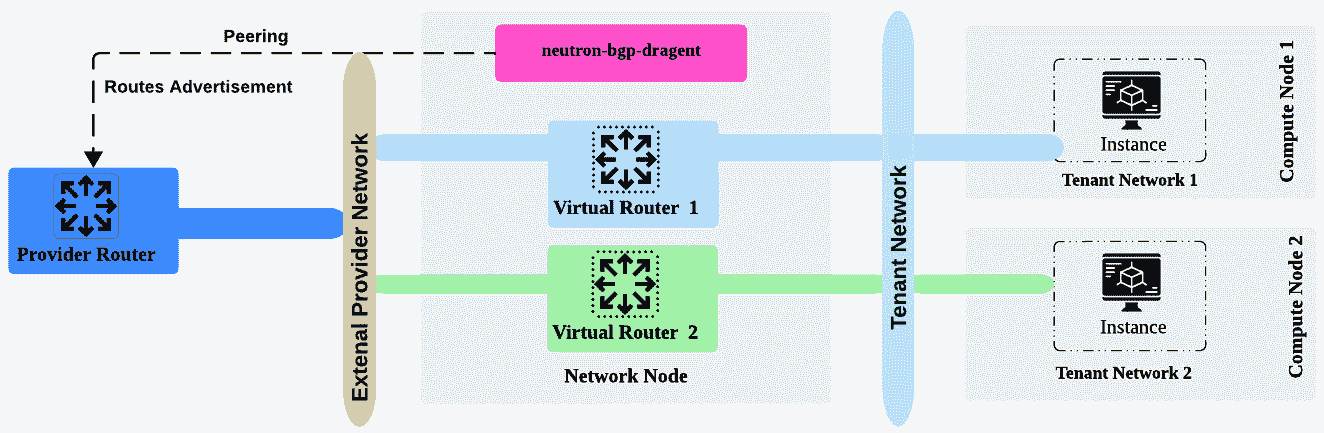 Peering
neutron-bgp-dragent
Routes Advertisement
Provider Router
Extenal Provider Network
Virtual Router 1
Virtual Router 2
Network Node
Tenant Network
Instance
Tenant Network 1
Compute Node 1
Instance
Tenant Network 2
Compute Node 2